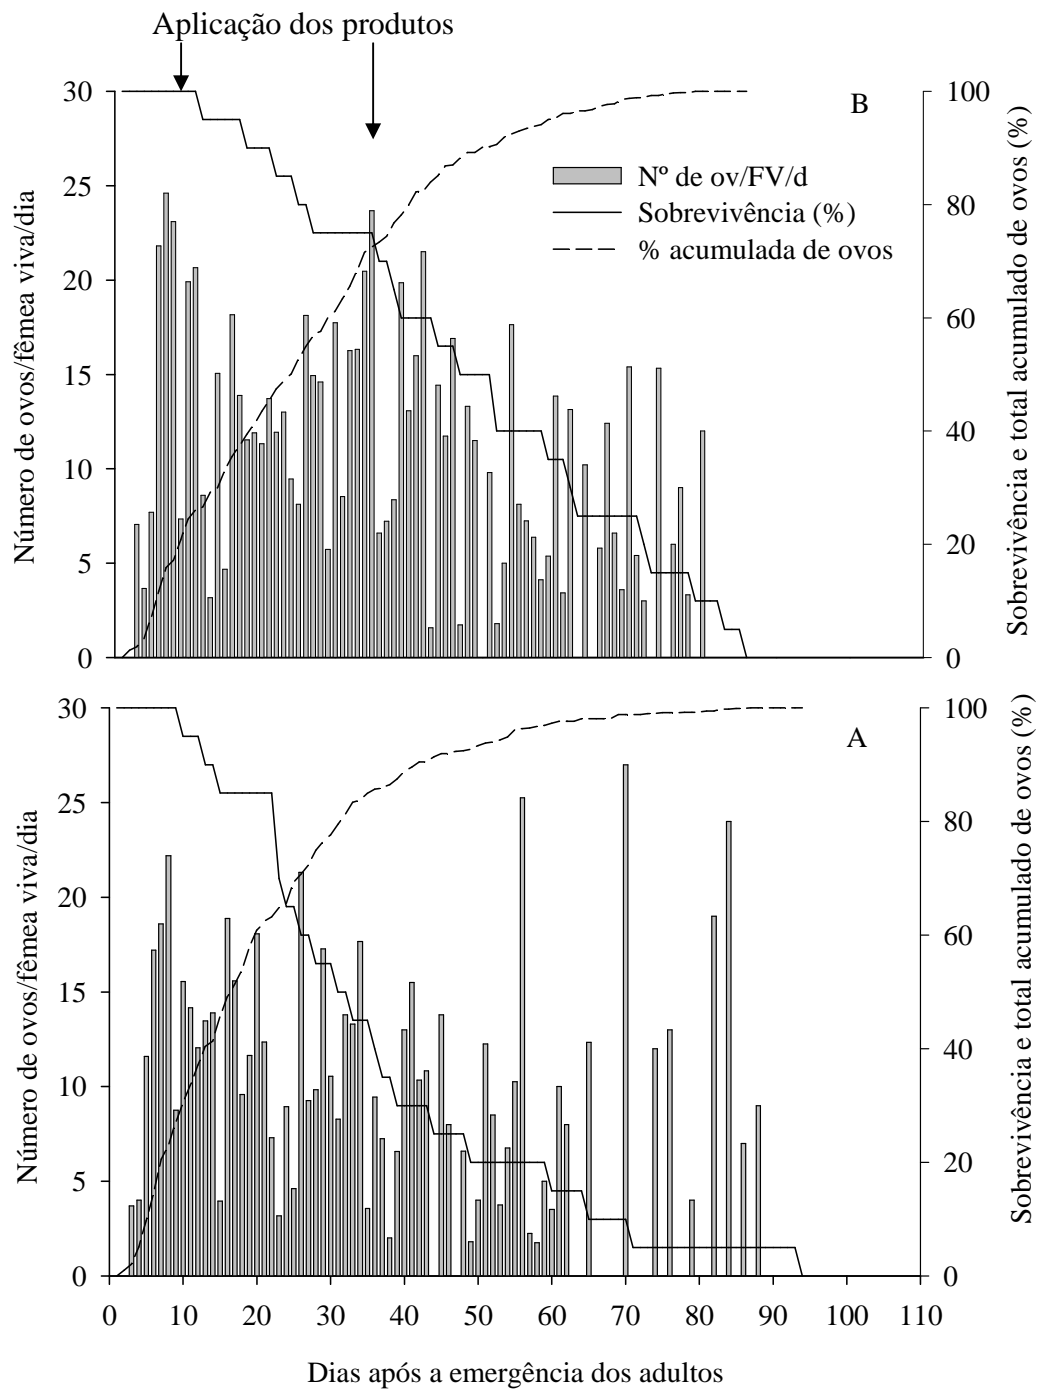 Aplicação dos produtos
B
Nº de ov/FV/d
Sobrevivência (%)
% acumulada de ovos
30
25
20
15
10
5
0
Número de ovos/fêmea viva/dia
100
80
60
40
20
0
Sobrevivência e total acumulado de ovos (%)
A
30
25
20
15
10
5
0
Número de ovos/fêmea viva/dia
100
80
60
40
20
0
Sobrevivência e total acumulado de ovos (%)
0 10 20 30 40 50 60 70 80 90 100 110
Dias após a emergência dos adultos